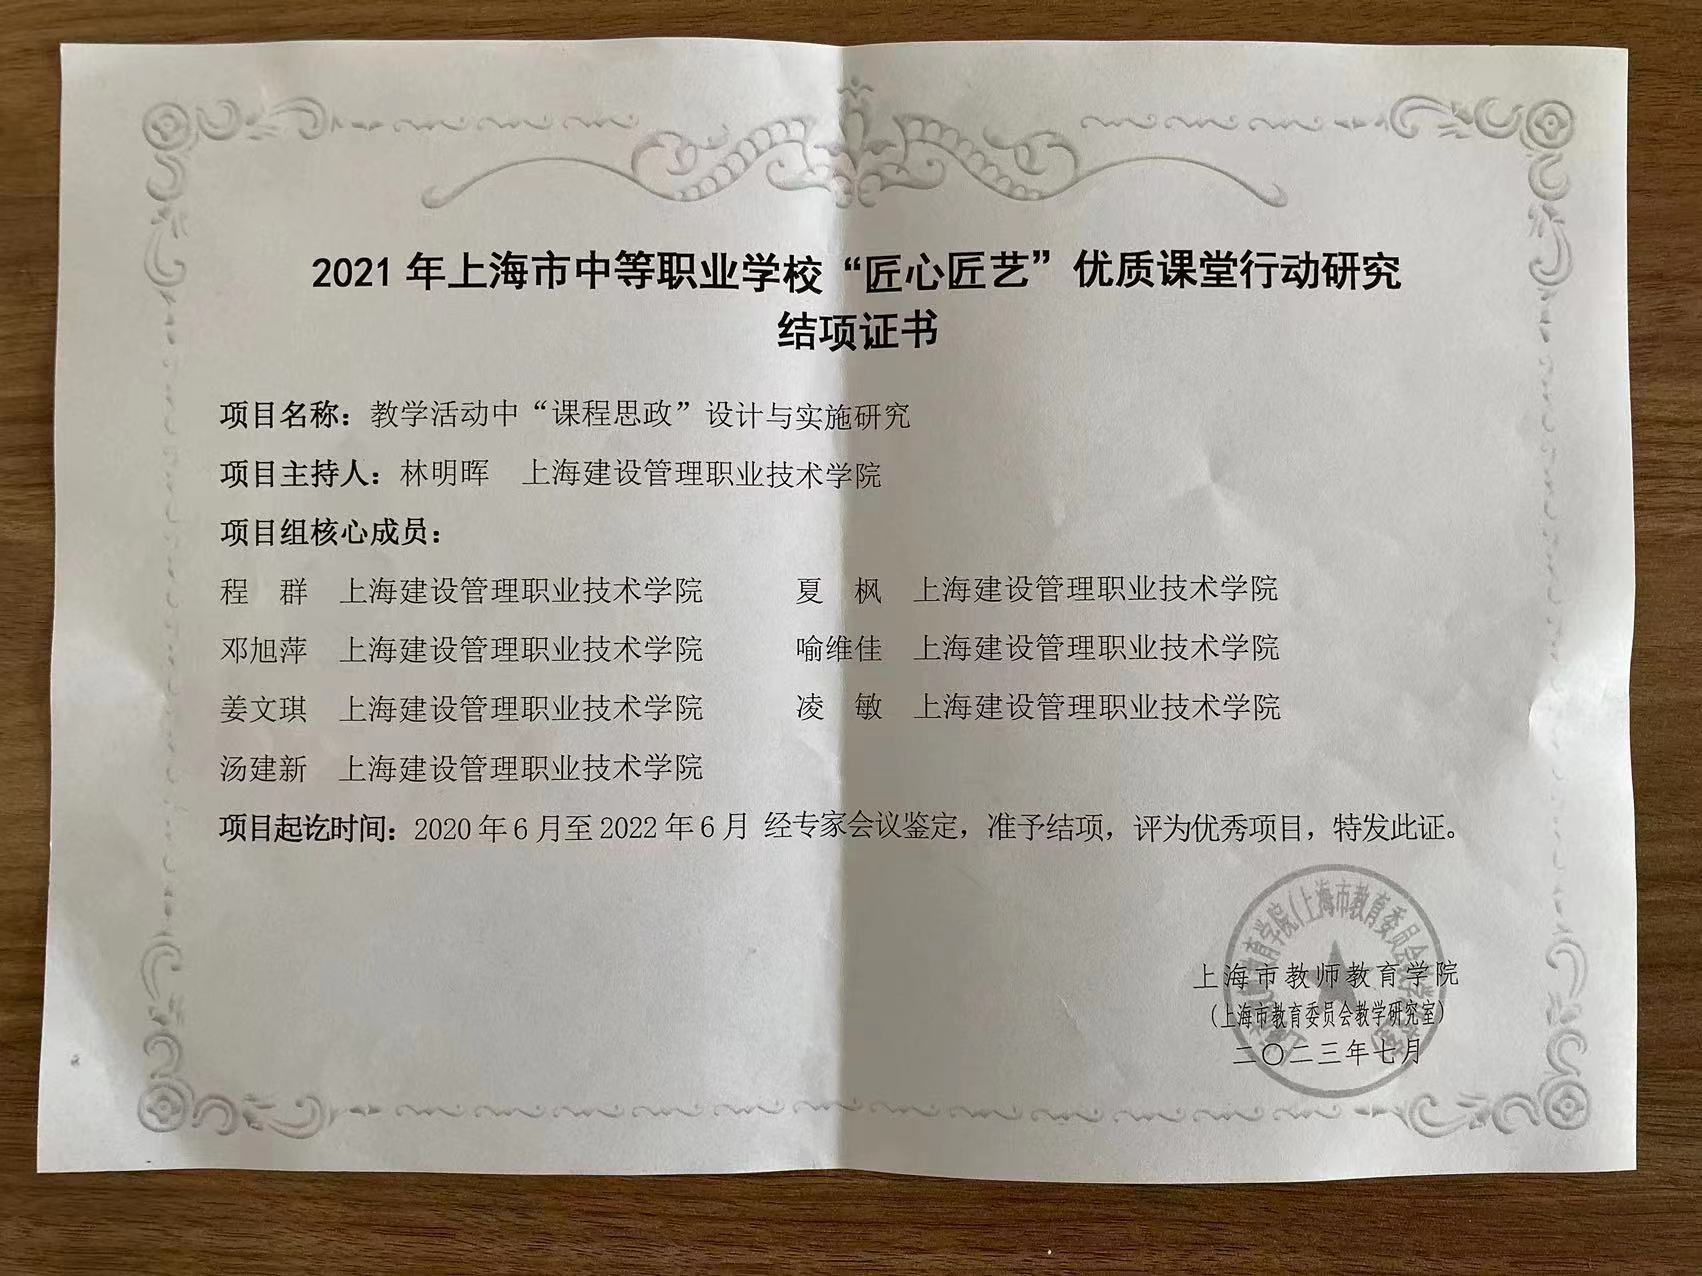 2021年上海市中等职业学校“匠心匠艺”优质课堂行动研究
结项证书
项目名称：教学活动中“课程思政”设计与实施研究
项目主持人：林明晖 上海建设管理职业技术学院
项目组核心成员：
程 群 上海建设管理职业技术学院 夏 枫 上海建设管理职业技术学院
邓旭萍 上海建设管理职业技术学院 喻维佳 上海建设管理职业技术学院
姜文琪 上海建设管理职业技术学院 凌 敏 上海建设管理职业技术学院
汤建新 上海建设管理职业技术学院
项目起讫时间：2020年6月至2022年6月 经专家会议鉴定，准予结项，评为优秀项目，特发此证。
上海市教师教育学院
（上海市教育委员会教学研究室）
二〇二三年七月